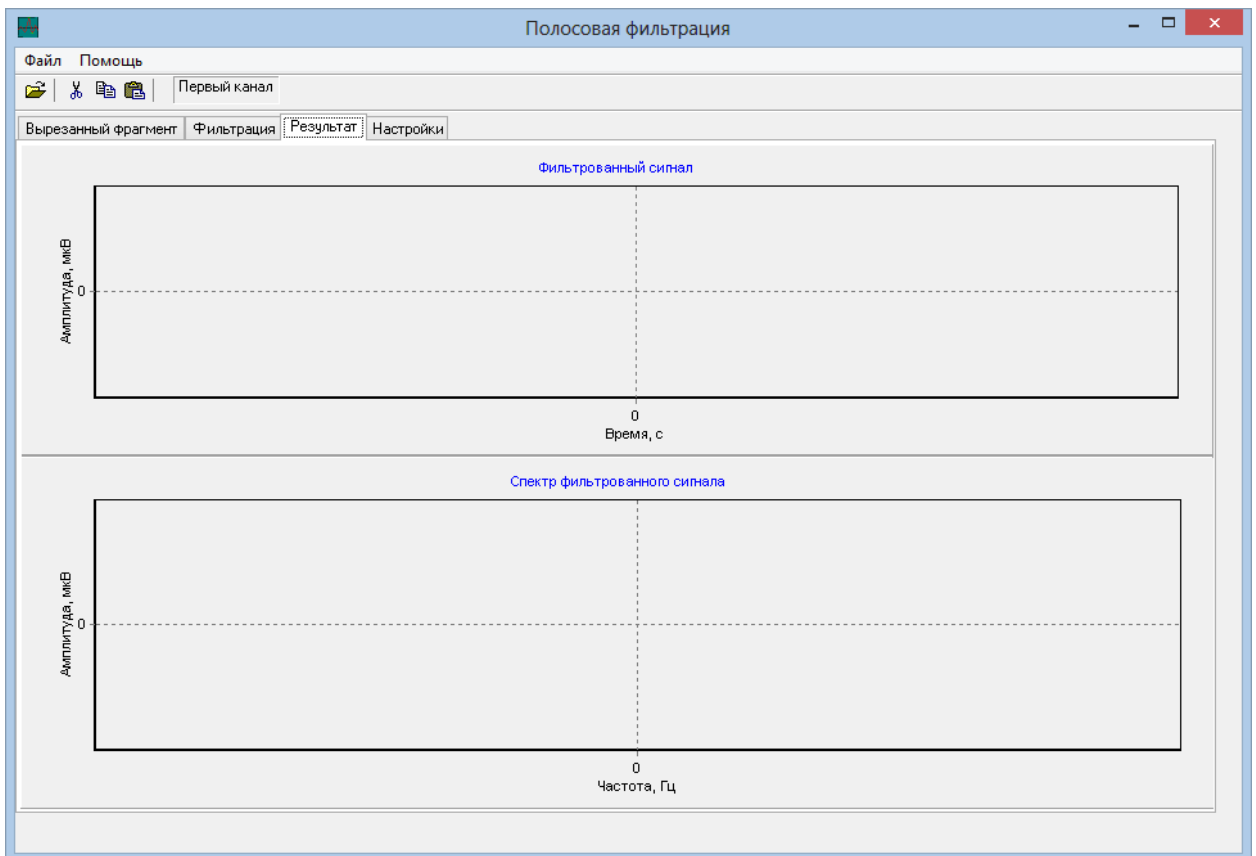 Полосовая фильтрация
Файл Помощь
Первый канал
Вырезанный фрагмент Фильтрация Результат Настройки
Фильтрованный сигнал
Амплитуда, мкВ
0
0
Время, с
Спектр фильтрованного сигнала
Амплитуда, мкВ
0
0
Частота, Гц